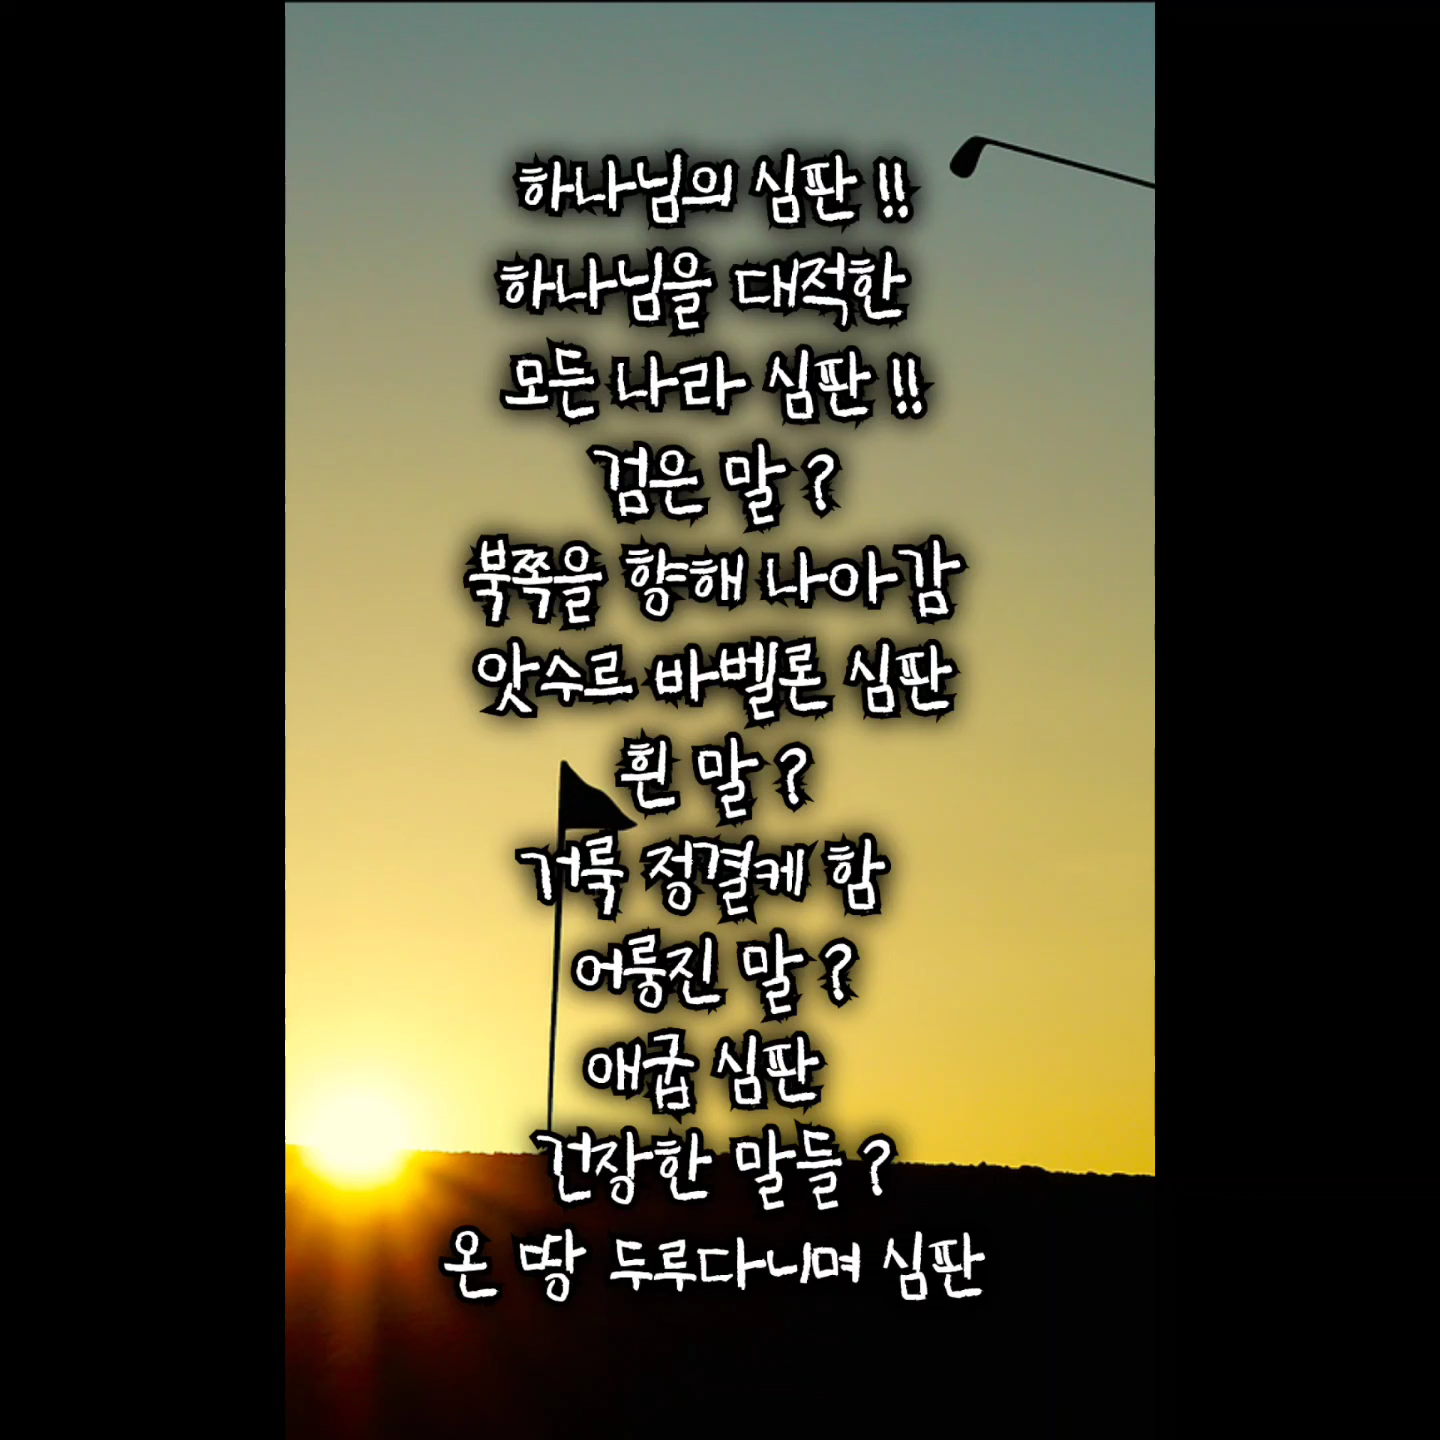 하나님의 심판 !!
하나님을 대적한
모든 나라 심판 !!
검은 말 ?
북쪽을 향해 나아감
앗수르 바벨론 심판
흰 말 ?
거룩 정결케 함
어룽진 말 ?
애굽 심판
건장한 말들 ?
온 땅 두루다니며 심판